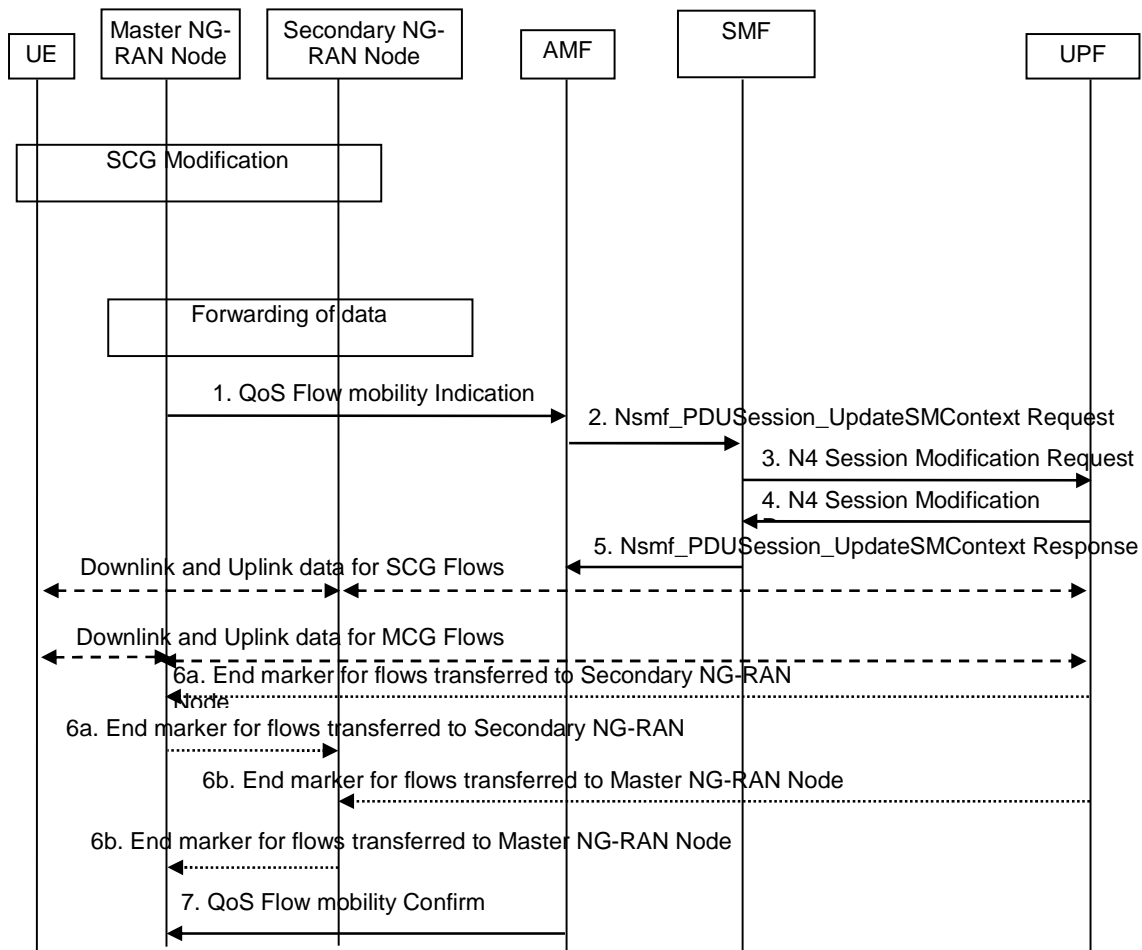 UE
Master NG-
RAN Node
Secondary NG-
RAN Node
AMF
SMF
UPF
SCG Modification
Forwarding of data
1. QoS Flow mobility Indication
2. Nsmf_PDUSession_UpdateSMContext Request
3. N4 Session Modification Request
4. N4 Session Modification
5. Nsmf_PDUSession_UpdateSMContext Response
Downlink and Uplink data for SCG Flows
Downlink and Uplink data for MCG Flows
6a. End marker for flows transferred to Secondary NG-RAN
Node
6a. End marker for flows transferred to Secondary NG-RAN
6b. End marker for flows transferred to Master NG-RAN Node
6b. End marker for flows transferred to Master NG-RAN Node
7. QoS Flow mobility Confirm